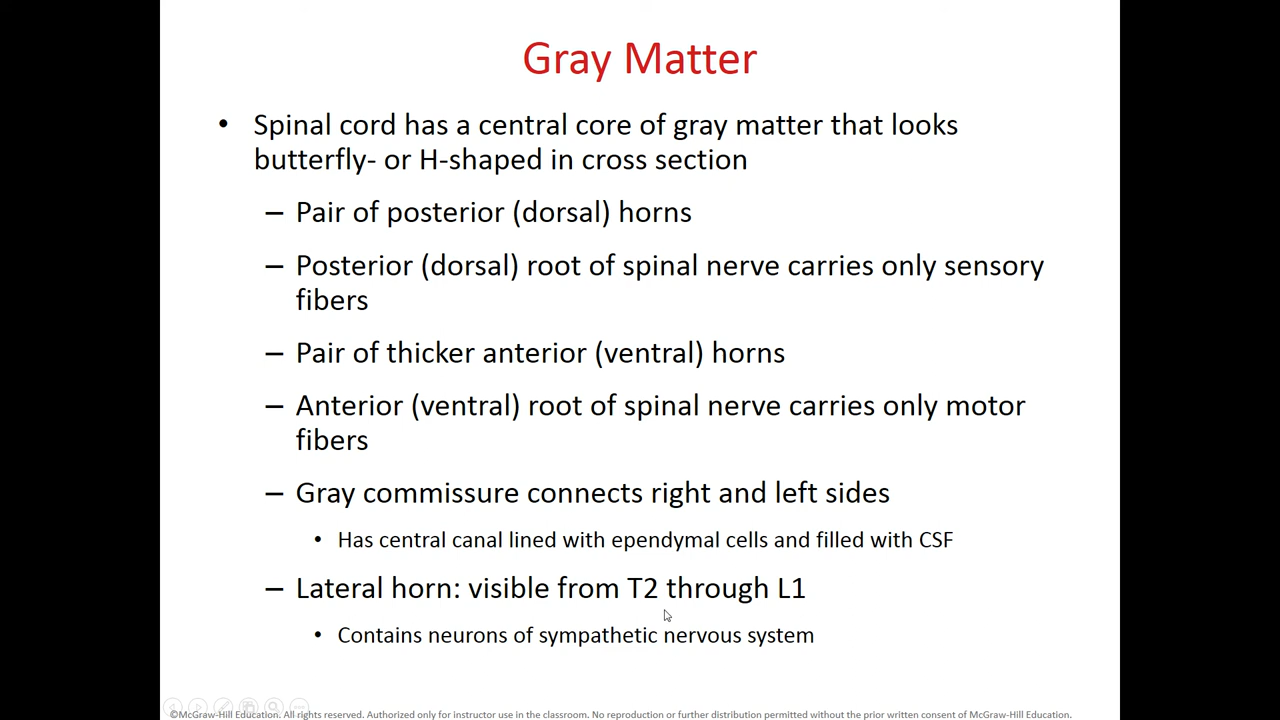 Gray Matter
• Spinal cord has a central core of gray matter that looks
butterfly- or H-shaped in cross section
– Pair of posterior (dorsal) horns
– Posterior (dorsal) root of spinal nerve carries only sensory
fibers
– Pair of thicker anterior (ventral) horns
– Anterior (ventral) root of spinal nerve carries only motor
fibers
– Gray commissure connects right and left sides
• Has central canal lined with ependymal cells and filled with CSF
– Lateral horn: visible from T2 through L1
• Contains neurons of sympathetic nervous system
©McGraw-Hill Education. All rights reserved. Authorized only for instructor use in the classroom. No reproduction or further distribution permitted without the prior written consent of McGraw-Hill Education.